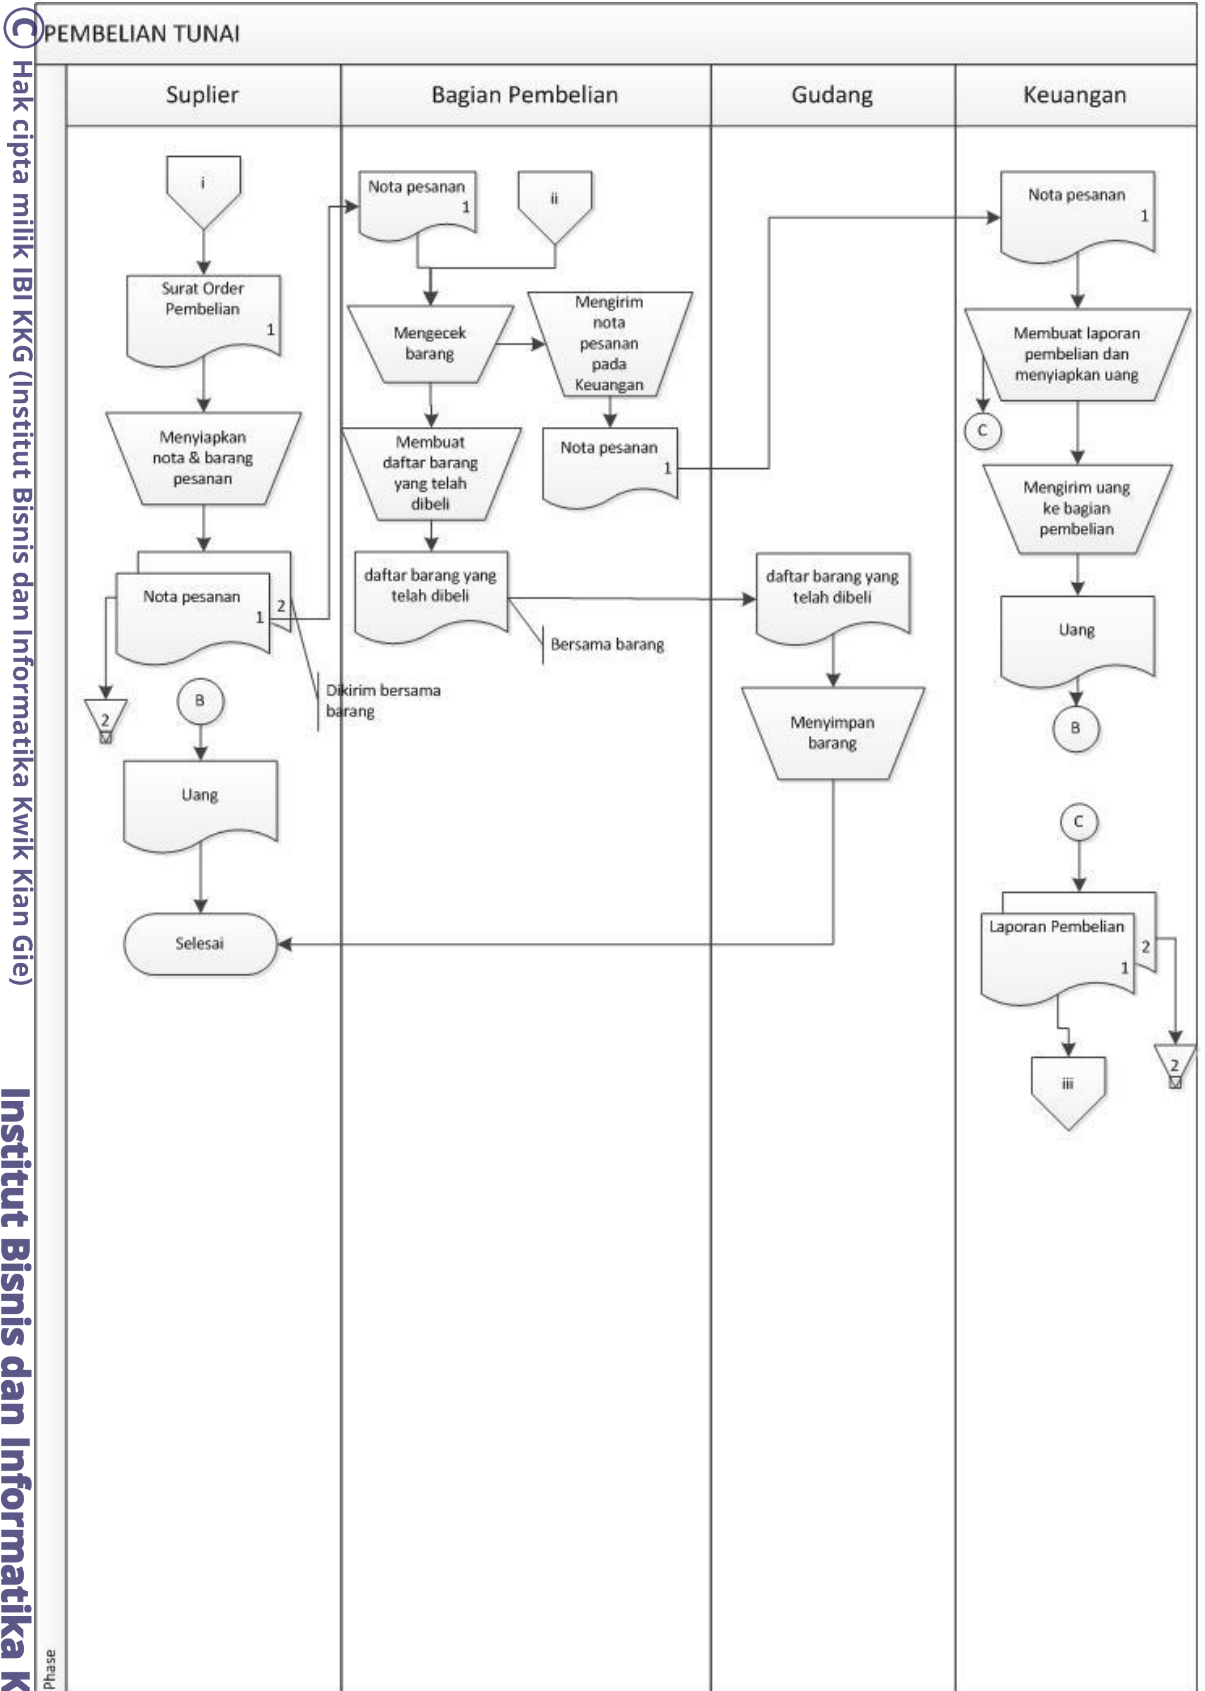 PEMBELIAN TUNAI
Suplier
Bagian Pembelian
Gudang
Keuangan
i
Surat Order
Pembelian
1
Menyiapkan
nota & barang
pesanan
Nota pesanan
1
2
2
Dikirim bersama
barang
B
Uang
Selesai
Nota pesanan
1
ii
Mengecek
barang
Mengirim
nota
pesanan
pada
Keuangan
Membuat
daftar barang
yang telah
dibeli
Nota pesanan
1
daftar barang yang
telah dibeli
Bersama barang
daftar barang yang
telah dibeli
Menyimpan
barang
Nota pesanan
1
Membuat laporan
pembelian dan
menyiapkan uang
C
Mengirim uang
ke bagian
pembelian
Uang
B
C
Laporan Pembelian
1
2
2
iii
Phase
© Hak cipta milik IBI KKG (Institut Bisnis dan Informatika Kwik Kian Gie)
Institut Bisnis dan Informatika K